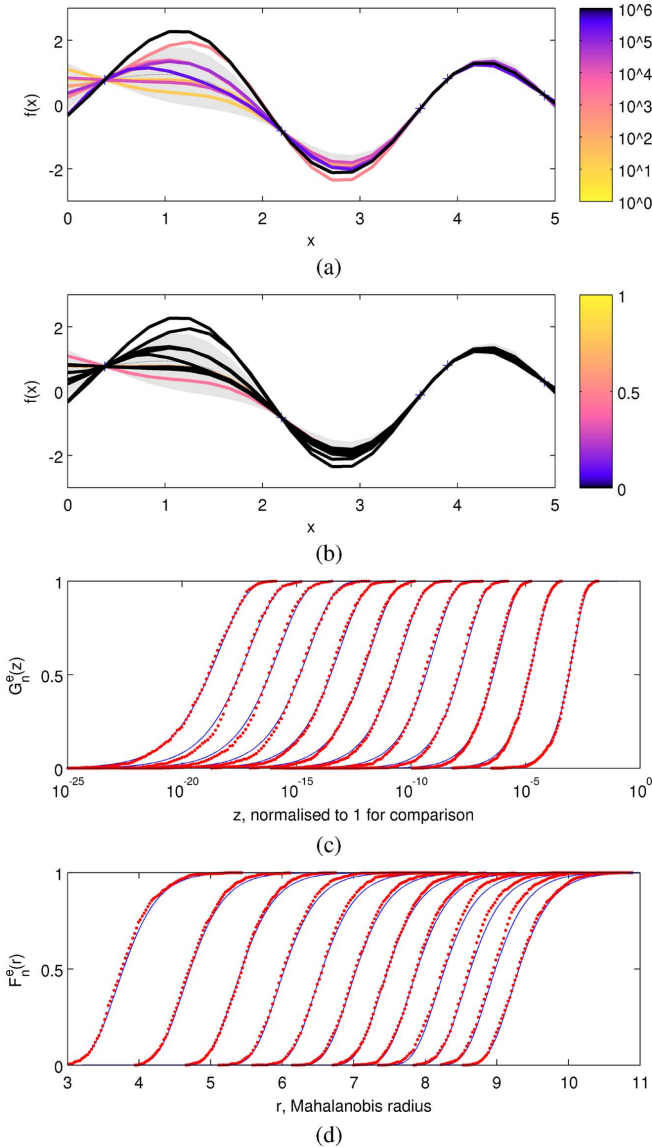 2
0
-2
f(x)
0 1 2 3 4 5
x
10^6
10^5
10^4
10^3
10^2
10^1
10^0
(a)
2
0
-2
f(x)
0 1 2 3 4 5
x
1
0.5
0
(b)
1
0.5
0
G_n^e(z)
10^-25 10^-20 10^-15 10^-10 10^-5 10^0
z, normalised to 1 for comparison
(c)
1
0.5
0
F_n^e(r)
3 4 5 6 7 8 9 10 11
r, Mahalanobis radius
(d)